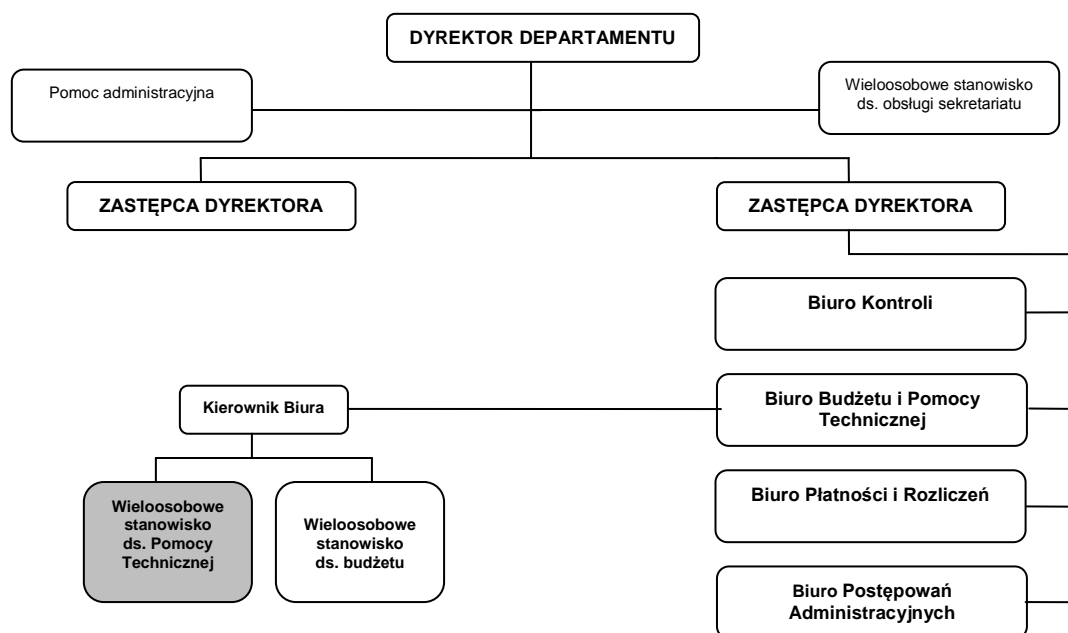 DYREKTOR DEPARTAMENTU
Pomoc administracyjna
Wieloosobowe stanowisko
ds. obsługi sekretariatu
ZASTĘPCA DYREKTORA
ZASTĘPCA DYREKTORA
Biuro Kontroli
Kierownik Biura
Biuro Budżetu i Pomocy
Technicznej
Wieloosobowe
stanowisko
ds. Pomocy
Technicznej
Wieloosobowe
stanowisko
ds. budżetu
Biuro Płatności i Rozliczeń
Biuro Postępowań
Administracyjnych